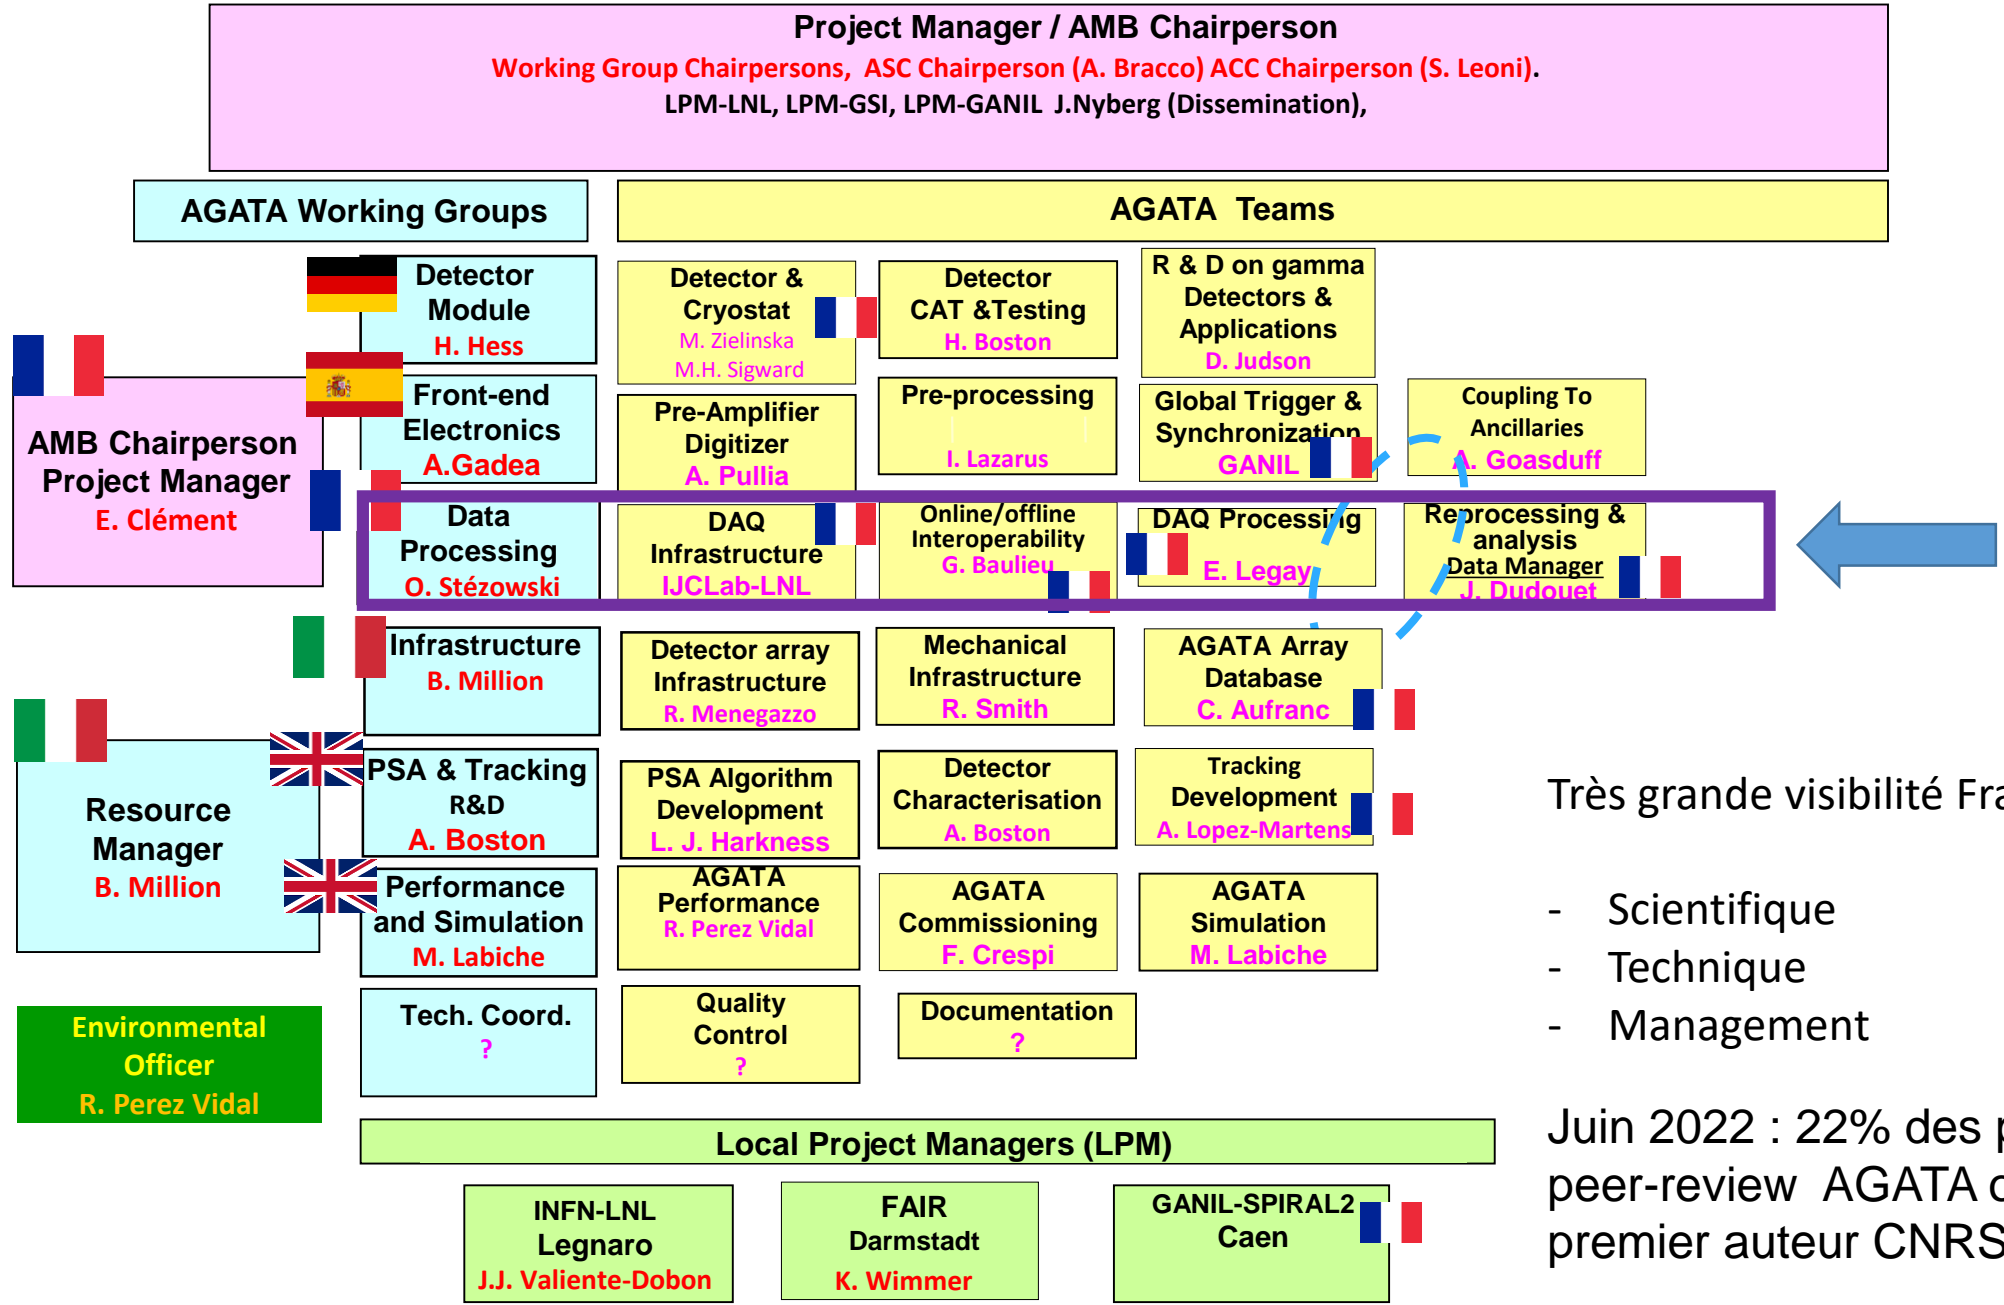 Project Manager / AMB Chairperson
Working Group Chairpersons, ASC Chairperson (A. Bracco) ACC Chairperson (S. Leoni).
LPM-LNL, LPM-GSI, LPM-GANIL J.Nyberg (Dissemination),
AGATA Working Groups
AGATA Teams
Detector
Module
H. Hess
Detector &
Cryostat
M. Zielinska
M.H. Sigward
Detector
CAT &Testing
H. Boston
R & D on gamma
Detectors &
Applications
D. Judson
AMB Chairperson
Project Manager
E. Clément
Front-end
Electronics
A.Gadea
Pre-Amplifier
Digitizer
A. Pullia
Pre-processing
I. Lazarus
Global Trigger &
Synchronization
GANIL
Coupling To
Ancillaries
A. Goasduff
Data
Processing
O. Stézowski
DAQ
Infrastructure
IJCLab-LNL
Online/offline
Interoperability
G. Baulieu
DAQ Processing
E. Legay
Reprocessing &
analysis
Data Manager
J. Dudouet
Infrastructure
B. Million
Detector array
Infrastructure
R. Menegazzo
Mechanical
Infrastructure
R. Smith
AGATA Array
Database
C. Aufranc
Resource
Manager
B. Million
PSA & Tracking
R&D
A. Boston
PSA Algorithm
Development
L. J. Harkness
Detector
Characterisation
A. Boston
Tracking
Development
A. Lopez-Martens
Performance
and Simulation
M. Labiche
AGATA
Performance
R. Perez Vidal
AGATA
Commissioning
F. Crespi
AGATA
Simulation
M. Labiche
Environmental
Officer
R. Perez Vidal
Tech. Coord.
?
Quality
Control
?
Documentation
?
Local Project Managers (LPM)
INFN-LNL
Legnaro
J.J. Valiente-Dobon
FAIR
Darmstadt
K. Wimmer
GANIL-SPIRAL2
Caen
Très grande visibilité
- Scientifique
- Technique
- Management
Juin 2022 : 22% des
peer-review AGATA
premier auteur CNRS